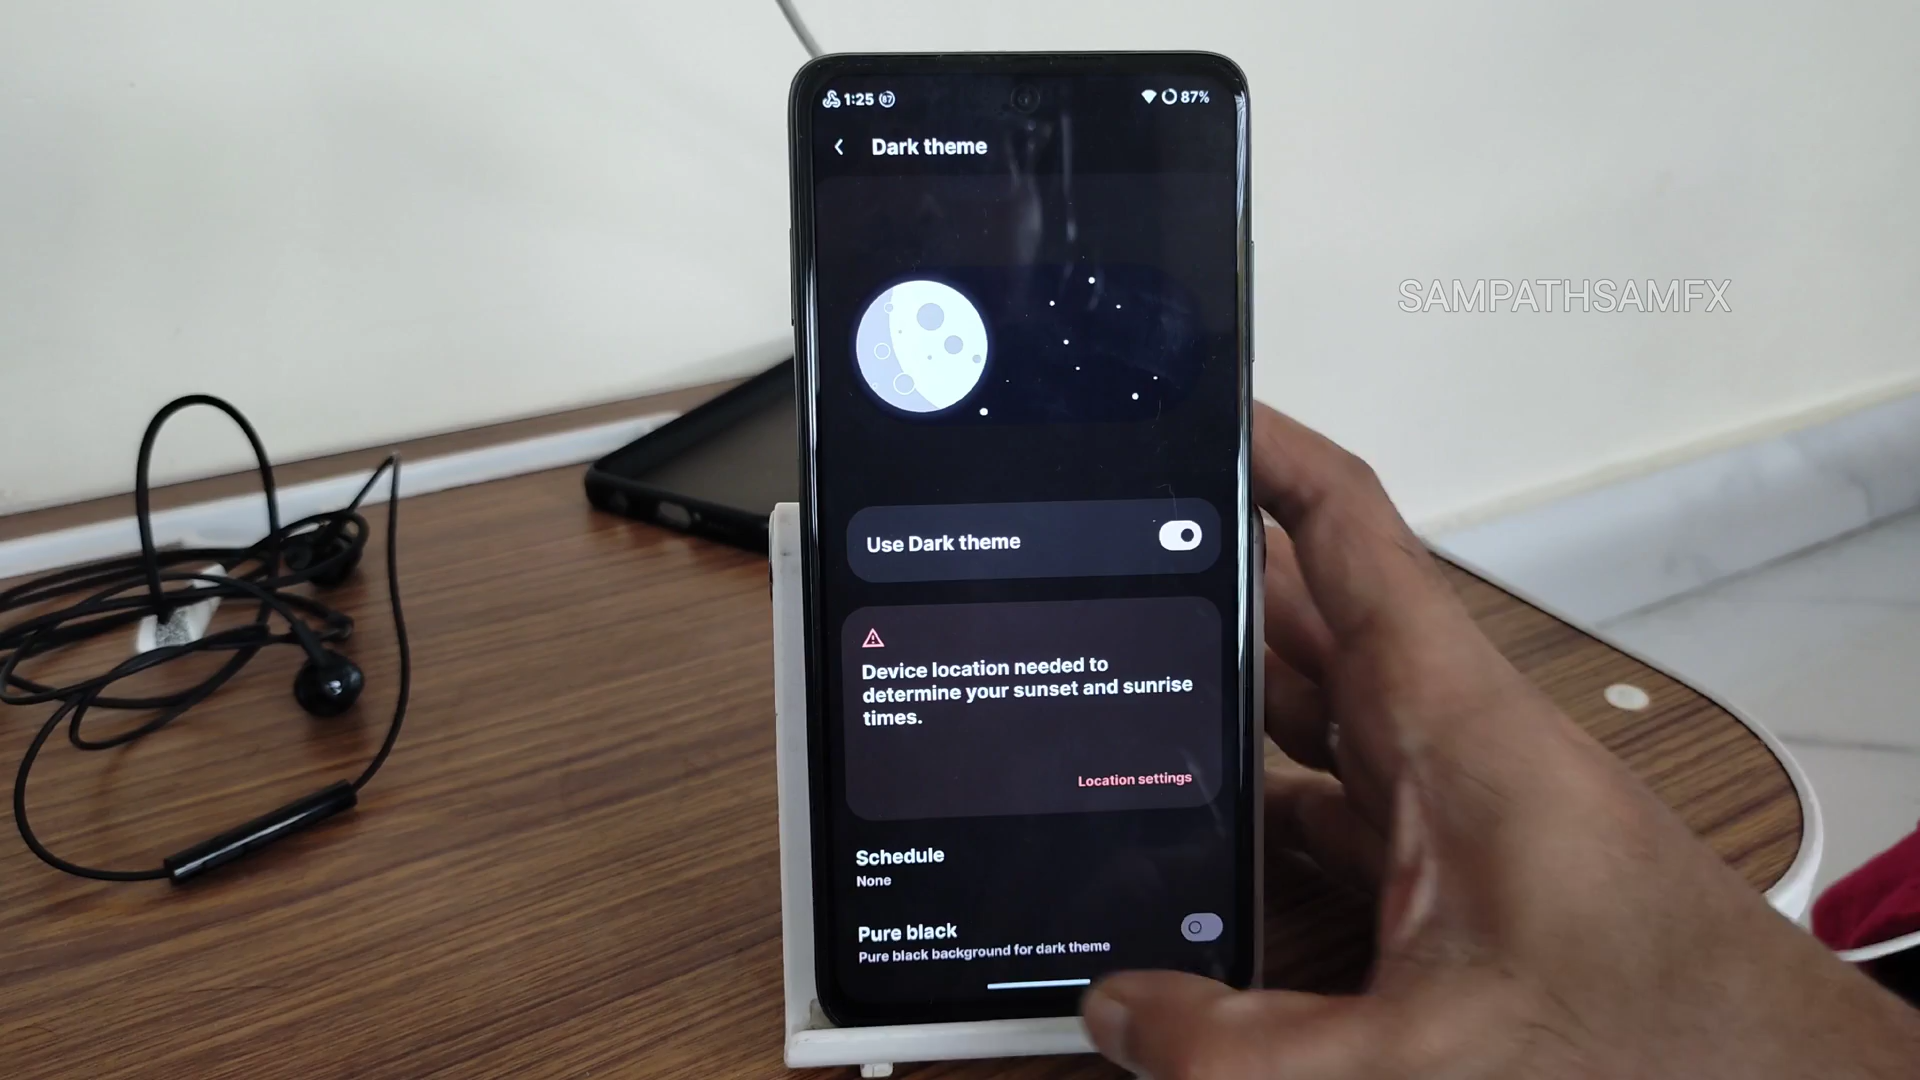 1:25 87
87%
Dark theme
SAMPATHSAMFX
Use Dark theme
Device location needed to
determine your sunset and sunrise
times.
Location settings
Schedule
None
Pure black
Pure black background for dark theme